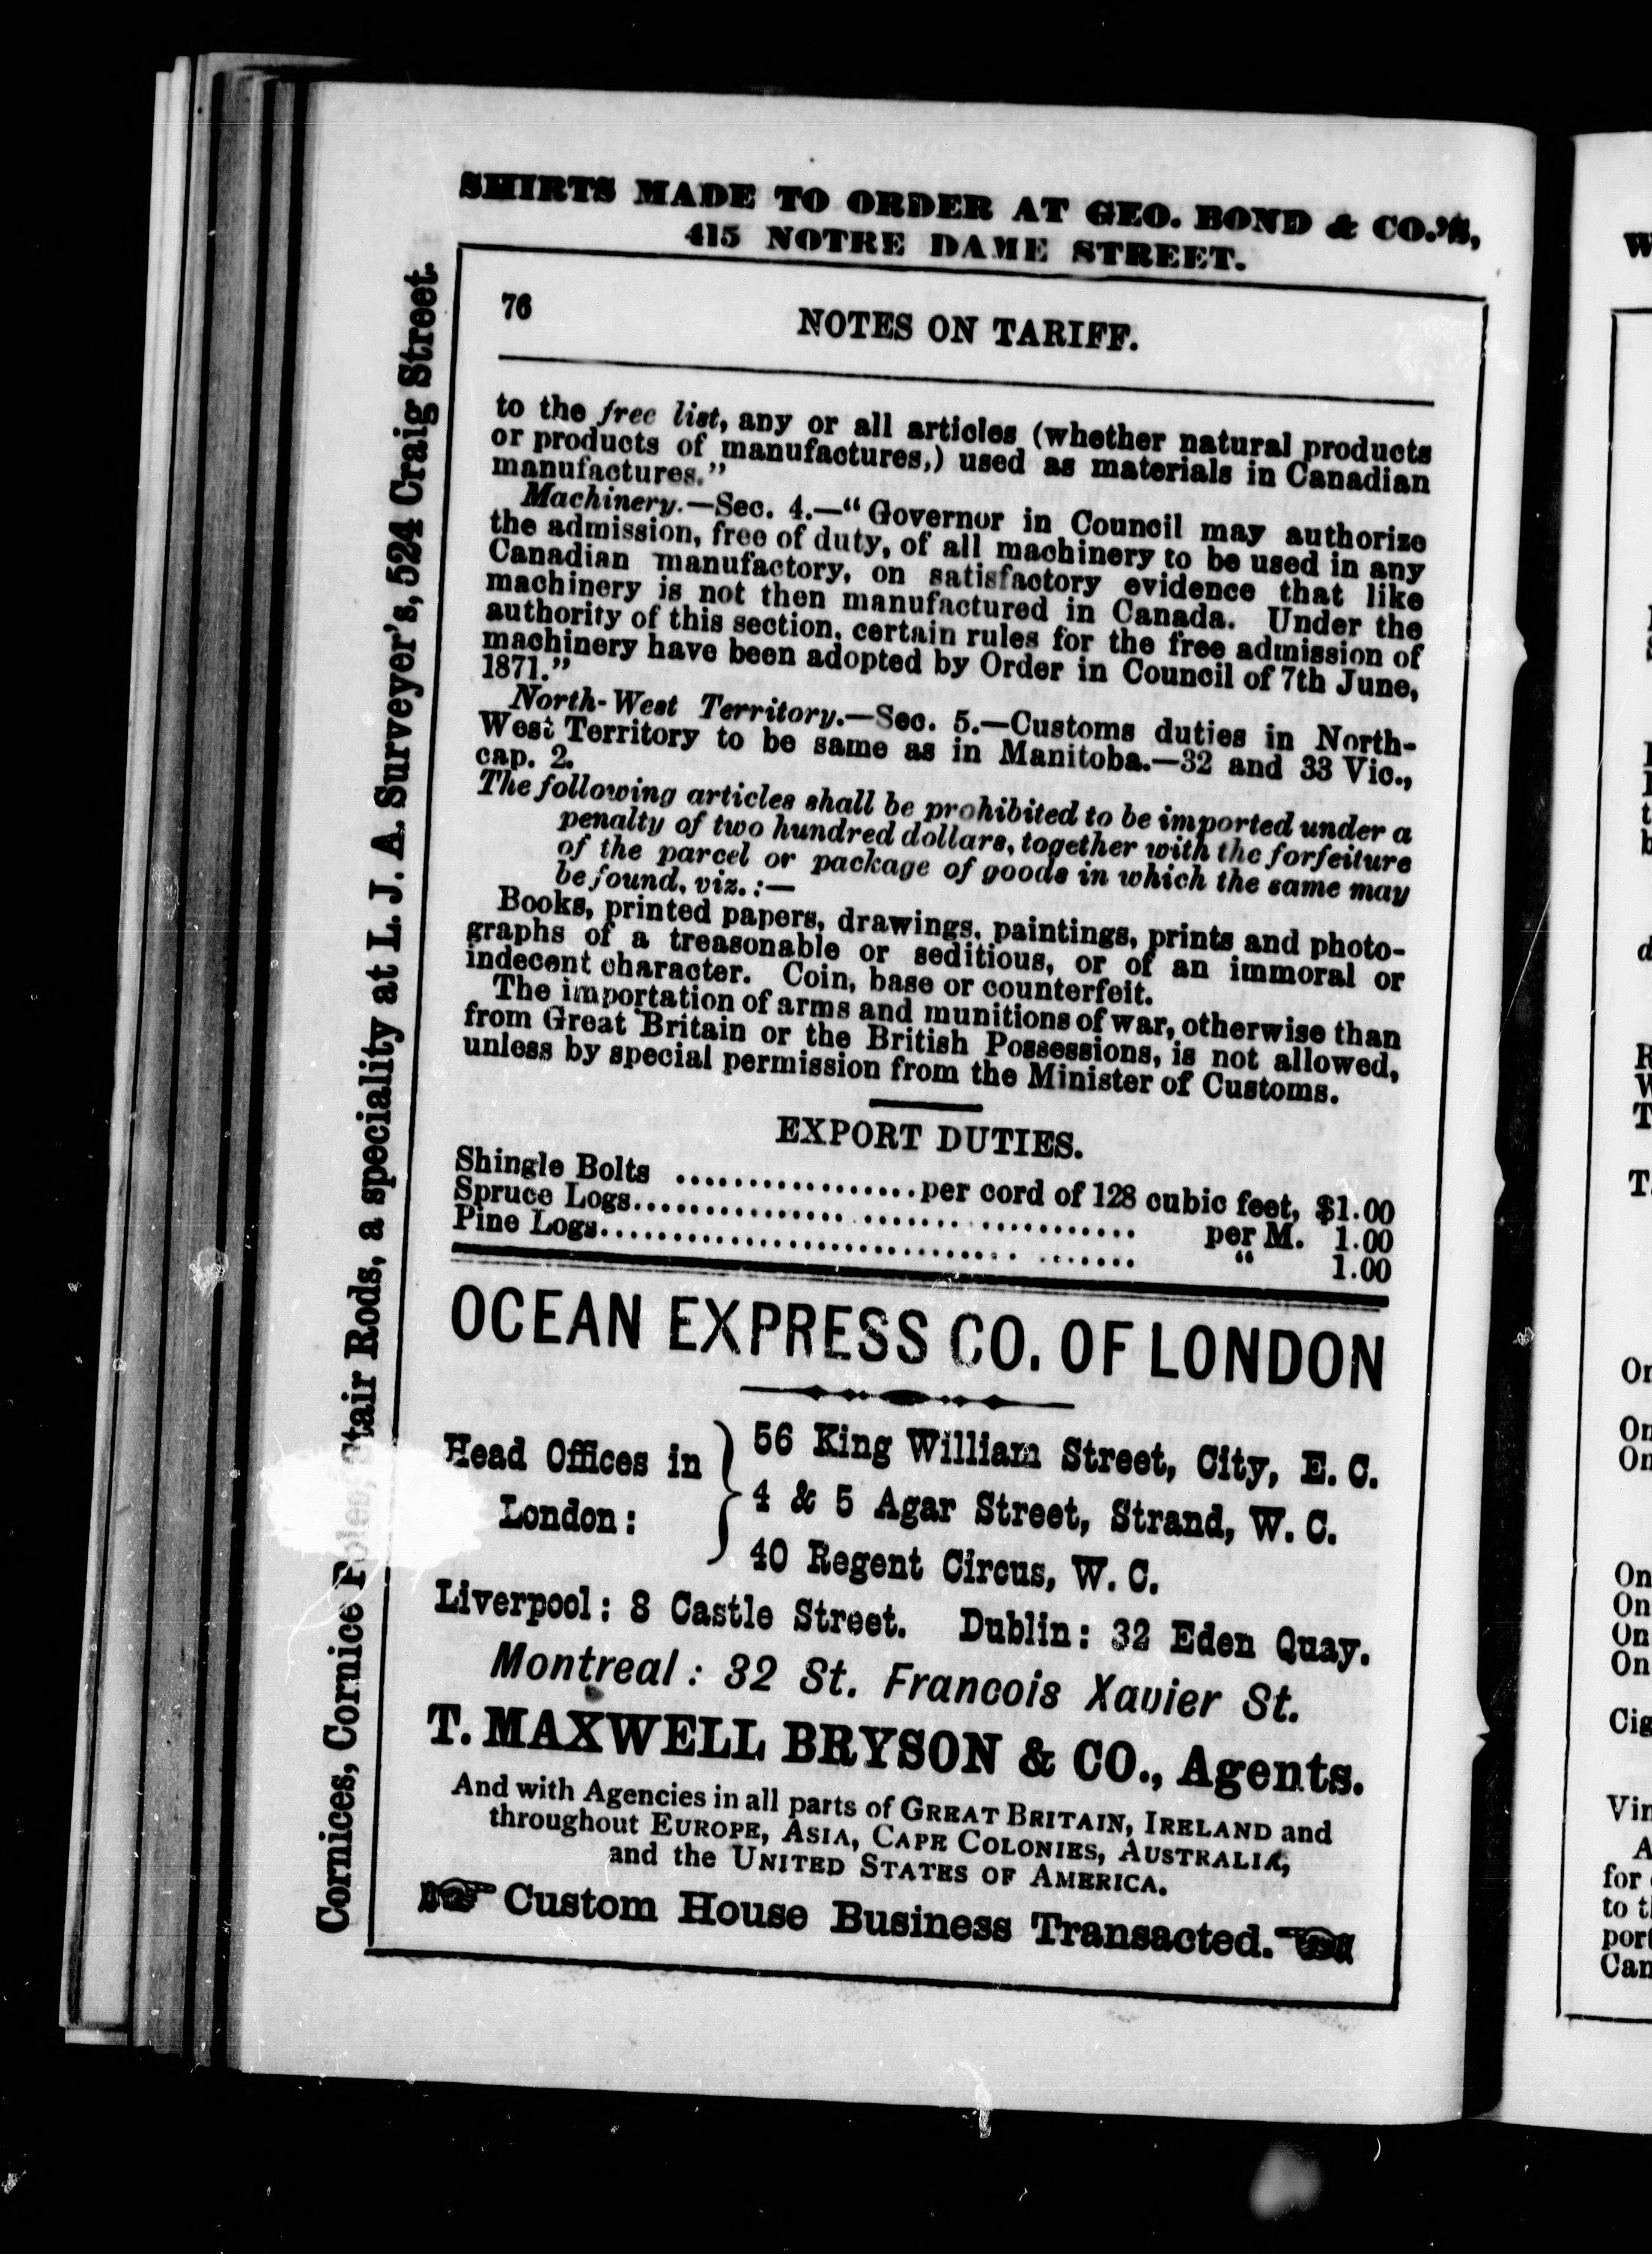 SHIRTS MADE TO ORDER AT GEO. BOND & CO.'S,
415 NOTRE DAME STREET.
Cornices, Cornice Poles, Stair Rods, a speciality at L. J. A. Surveyer's, 524 Craig Street.
76
NOTES ON TARIFF.
to the free list, any or all articles (whether natural products
or products of manufactures,) used as materials in Canadian
manufactures."
Machinery.—Sec. 4.—"Governor in Council may authorize
the admission, free of duty, of all machinery to be used in any
Canadian manufactory, on satisfactory evidence that like
machinery is not then manufactured in Canada. Under the
authority of this section, certain rules for the free admission of
machinery have been adopted by Order in Council of 7th June,
1871."
North-West Territory.—Sec. 5.—Customs duties in North-
West Territory to be same as in Manitoba.—32 and 33 Vic.,
cap. 2.
The following articles shall be prohibited to be imported under a
penalty of two hundred dollars, together with the forfeiture
of the parcel or package of goods in which the same may
be found, viz. :—
Books, printed papers, drawings, paintings, prints and photo-
graphs of a treasonable or seditious, or of an immoral or
indecent character. Coin, base or counterfeit.
The importation of arms and munitions of war, otherwise than
from Great Britain or the British Possessions, is not allowed,
unless by special permission from the Minister of Customs.
EXPORT DUTIES.
Shingle Bolts .................per cord of 128 cubic feet, $1.00
Spruce Logs.................................. per M. 1.00
Pine Logs..................................... " 1.00
OCEAN EXPRESS CO. OF LONDON
Head Offices in
London:
56 King William Street, City, E. C.
4 & 5 Agar Street, Strand, W. C.
40 Regent Circus, W. C.
Liverpool: 8 Castle Street. Dublin: 32 Eden Quay.
Montreal: 32 St. Francois Xavier St.
T. MAXWELL BRYSON & CO., Agents.
And with Agencies in all parts of GREAT BRITAIN, IRELAND and
throughout EUROPE, ASIA, CAPE COLONIES, AUSTRALIA,
and the UNITED STATES OF AMERICA.
Custom House Business Transacted.